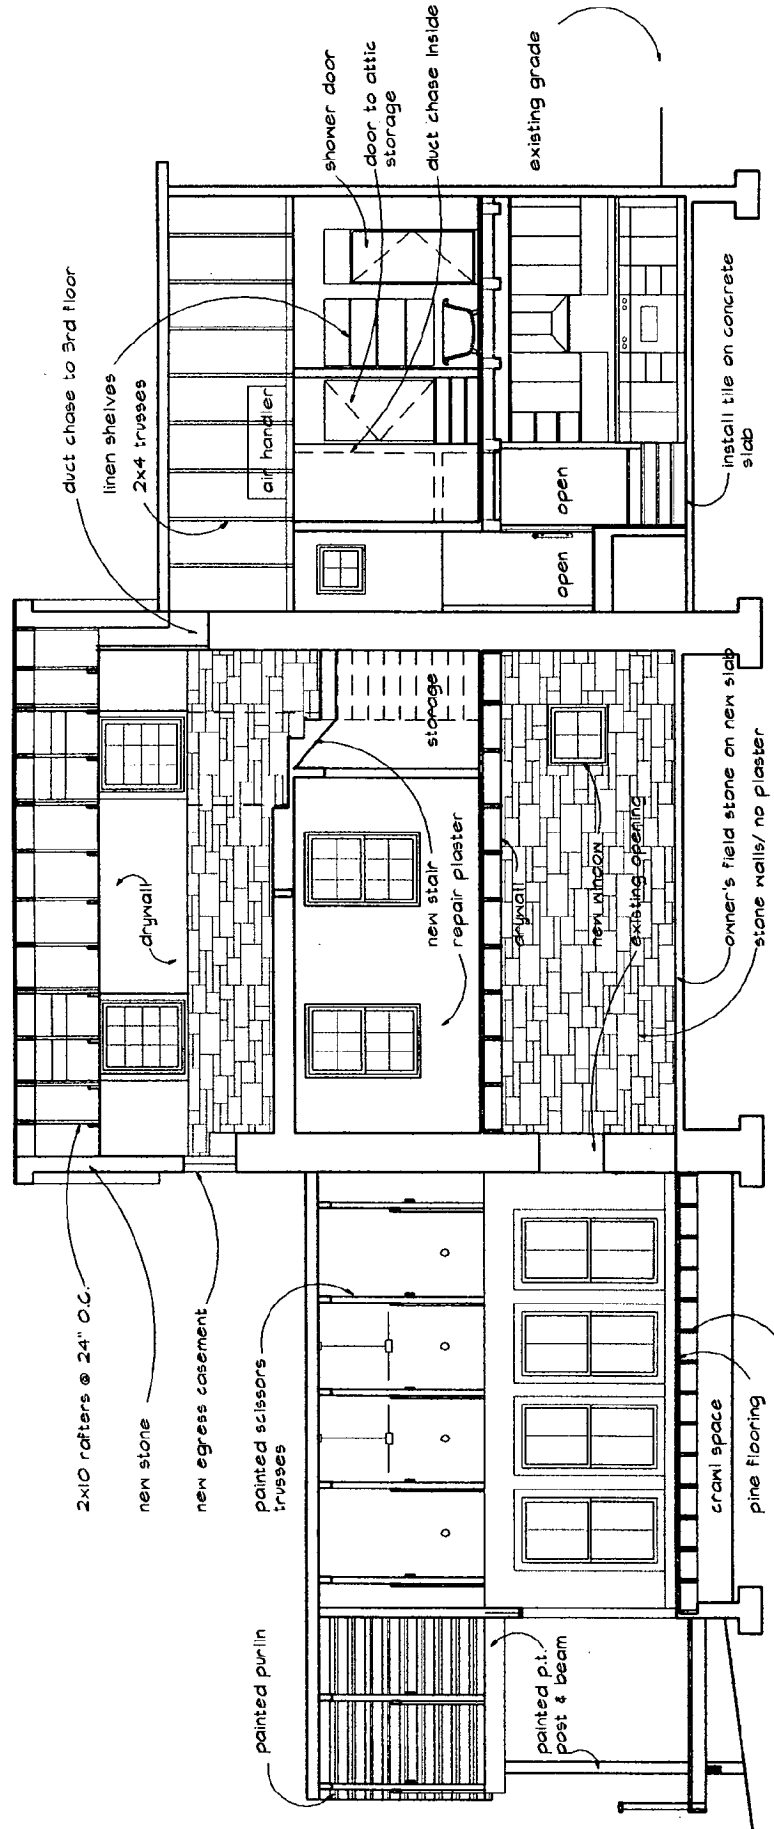 painted purlin
painted p.t.
post & beam
2x10 rafters @ 24" O.C.
new stone
new egress casement
painted scissors
trusses
crawl space
pine flooring
drywall
new stair
repair plaster
storage
drywall
new window
existing opening
owner's field stone on new slab
stone walls/ no plaster
duct chase to 3rd floor
linen shelves
2x4 trusses
air handler
open
open
install tile on concrete
slab
shower door
door to attic
storage
duct chase inside
existing grade